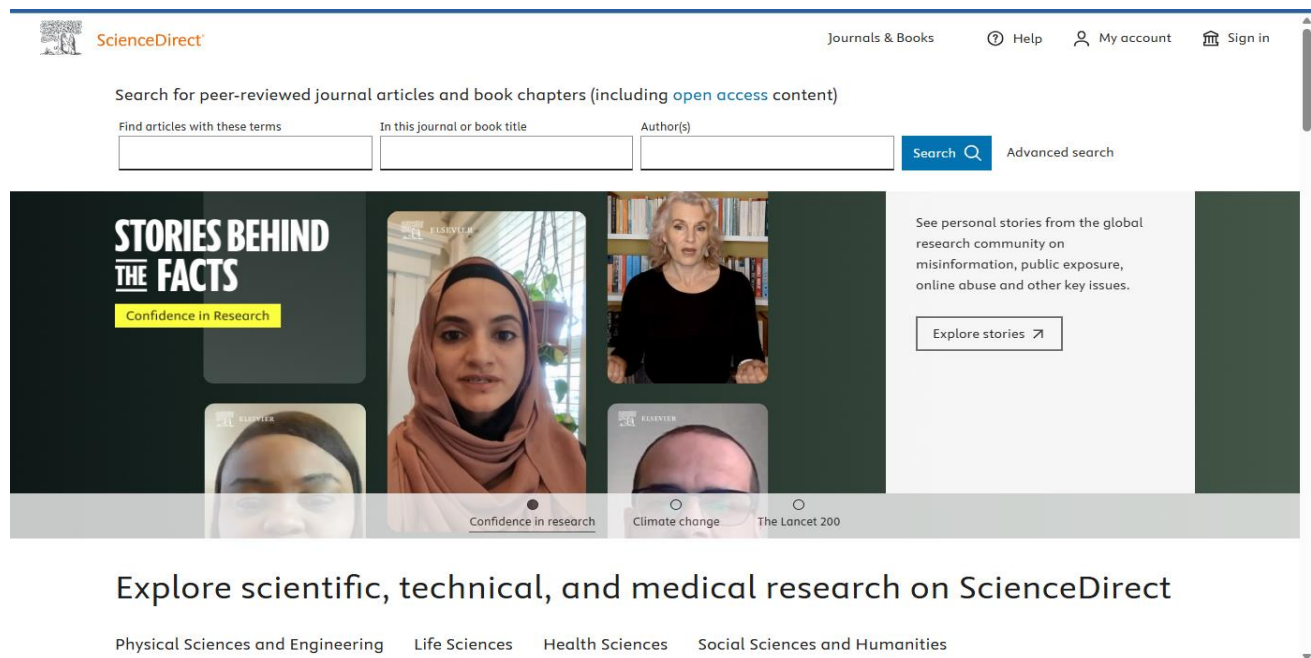 ScienceDirect
Journals & Books
Help
My account
Sign in
Search for peer-reviewed journal articles and book chapters (including open access content)
Find articles with these terms
In this journal or book title
Author(s)
Search
Advanced search
STORIES BEHIND
THE FACTS
Confidence in Research
ELSEVIER
ELSEVIER
ELSEVIER
See personal stories from the global
research community on
misinformation, public exposure,
online abuse and other key issues.
Explore stories
Confidence in research
Climate change
The Lancet 200
Explore scientific, technical, and medical research on ScienceDirect
Physical Sciences and Engineering
Life Sciences
Health Sciences
Social Sciences and Humanities